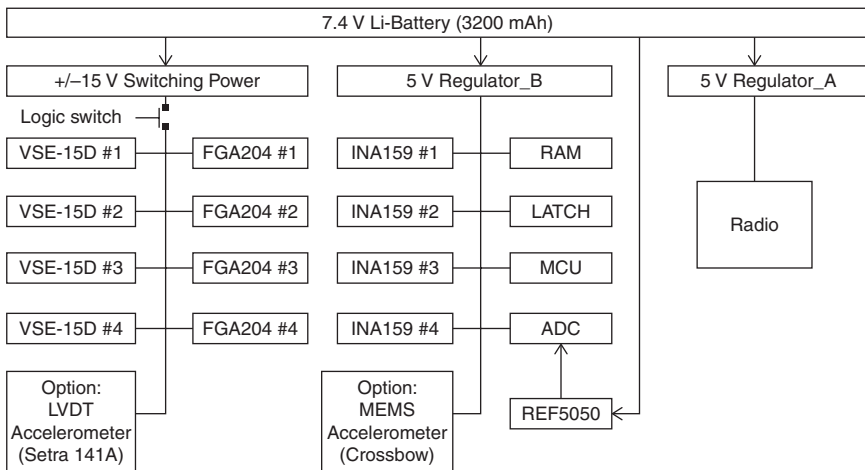 7.4 V Li-Battery (3200 mAh)
+/–15 V Switching Power
5 V Regulator_B
5 V Regulator_A
Logic switch
VSE-15D #1
FGA204 #1
INA159 #1
RAM
VSE-15D #2
FGA204 #2
INA159 #2
LATCH
Radio
VSE-15D #3
FGA204 #3
INA159 #3
MCU
VSE-15D #4
FGA204 #4
INA159 #4
ADC
Option:
LVDT
Accelerometer
(Setra 141A)
Option:
MEMS
Accelerometer
(Crossbow)
REF5050